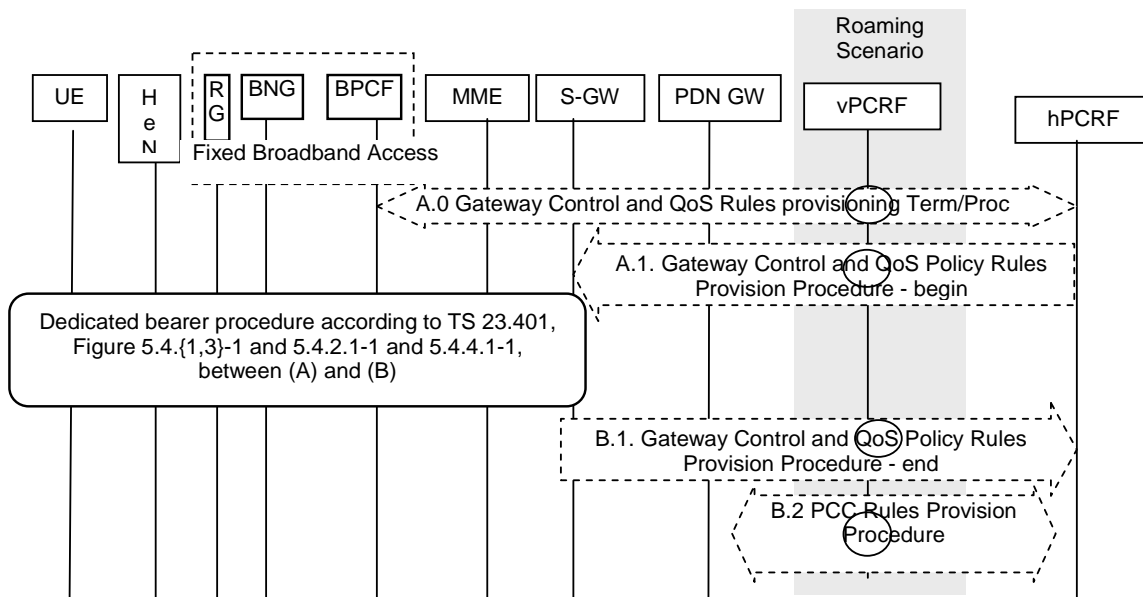 Roaming
Scenario
UE
H
e
N
R
G
BNG
BPCF
MME
S-GW
PDN GW
vPCRF
hPCRF
Fixed Broadband Access
A.0 Gateway Control and QoS Rules provisioning Term/Proc
A.1. Gateway Control and QoS Policy Rules
Provision Procedure - begin
Dedicated bearer procedure according to TS 23.401,
Figure 5.4.{1,3}-1 and 5.4.2.1-1 and 5.4.4.1-1,
between (A) and (B)
B.1. Gateway Control and QoS Policy Rules
Provision Procedure - end
B.2 PCC Rules Provision
Procedure